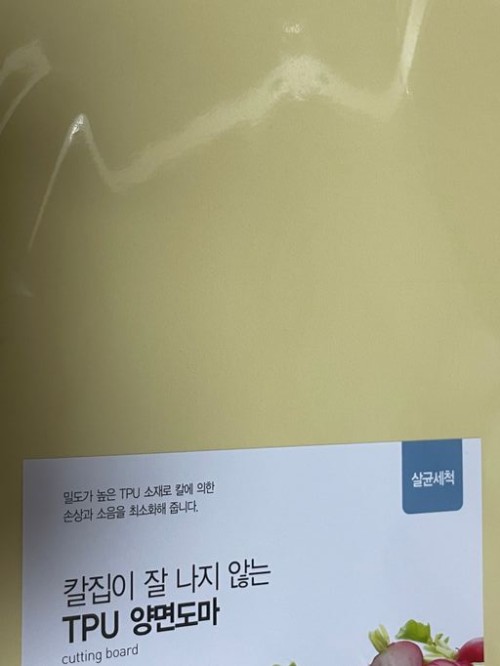 밀도가 높은 TPU 소재로 칼에 의한
손상과 소음을 최소화해 줍니다.
살균세척
칼집이 잘 나지 않는
TPU 양면도마
cutting board